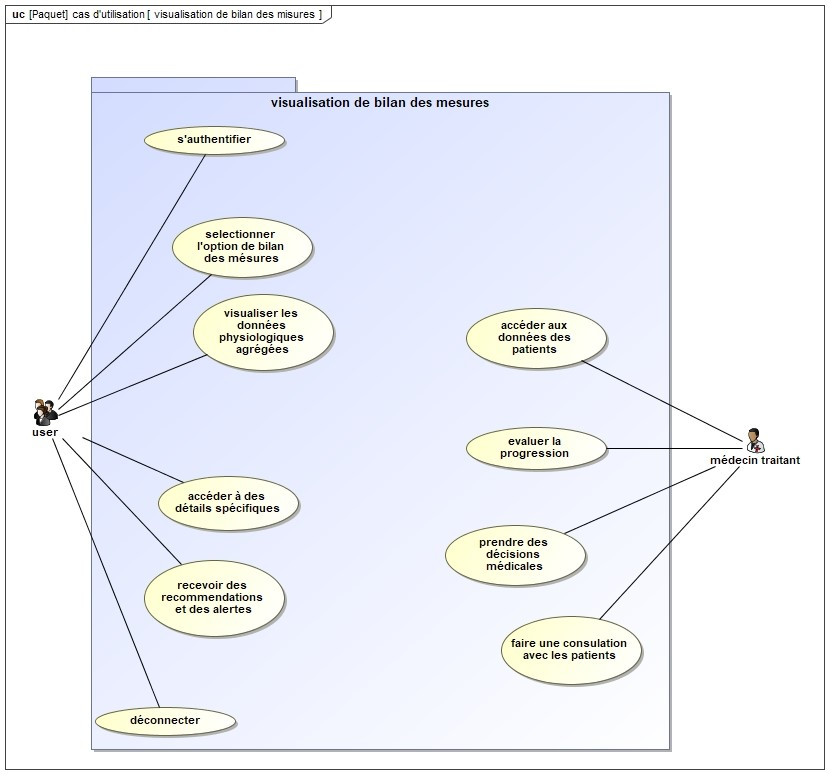 uc [Paquet] cas d'utilisation [ visualisation de bilan des misures ]
visualisation de bilan des mesures
s'authentifier
selectionner
l'option de bilan
des mésures
visualiser les
données
physiologiques
agrégées
accéder aux
données des
patients
user
evaluer la
progression
médecin traitant
accéder à des
détails spécifiques
prendre des
décisions
médicales
recevoir des
recommendations
et des alertes
faire une consulation
avec les patients
déconnecter